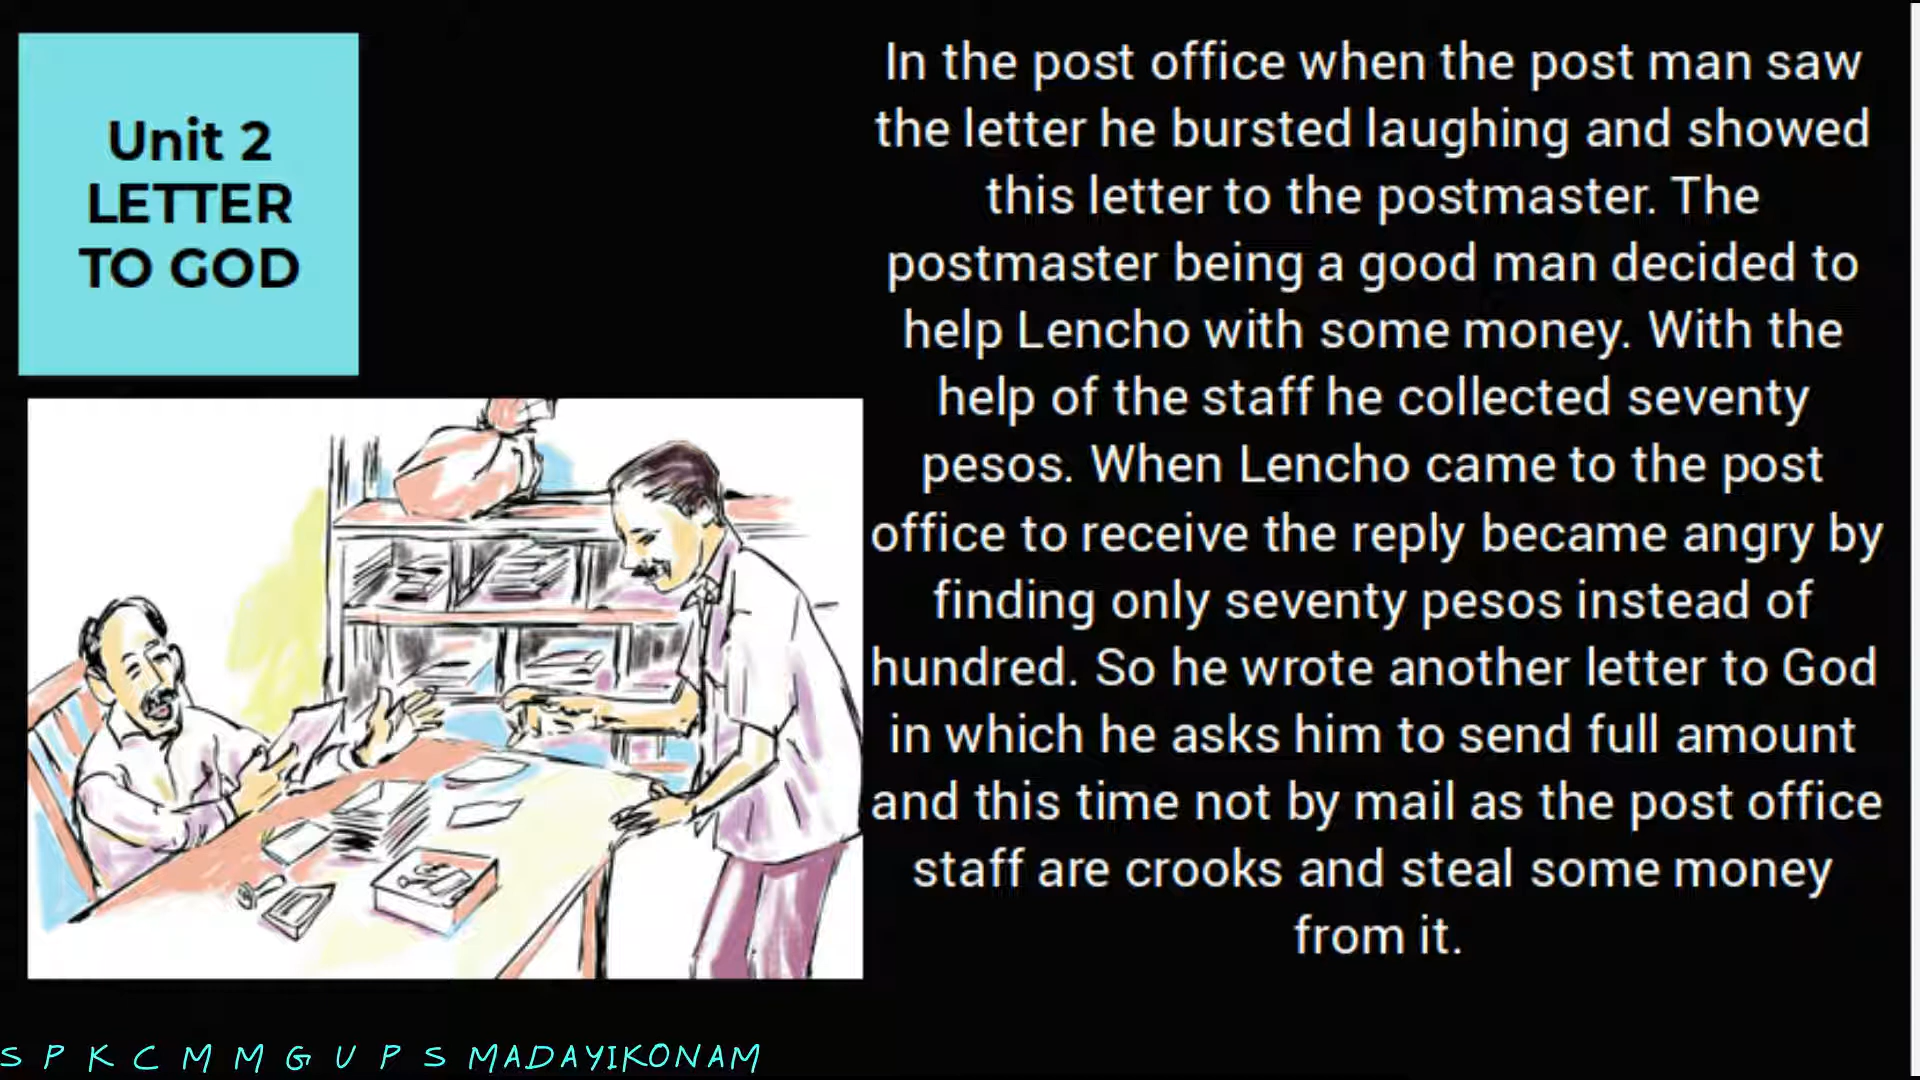 Unit 2
LETTER
TO GOD
In the post office when the post man saw
the letter he bursted laughing and showed
this letter to the postmaster. The
postmaster being a good man decided to
help Lencho with some money. With the
help of the staff he collected seventy
pesos. When Lencho came to the post
office to receive the reply became angry by
finding only seventy pesos instead of
hundred. So he wrote another letter to God
in which he asks him to send full amount
and this time not by mail as the post office
staff are crooks and steal some money
from it.
S P K C M M G U P S MADAYIKONAM